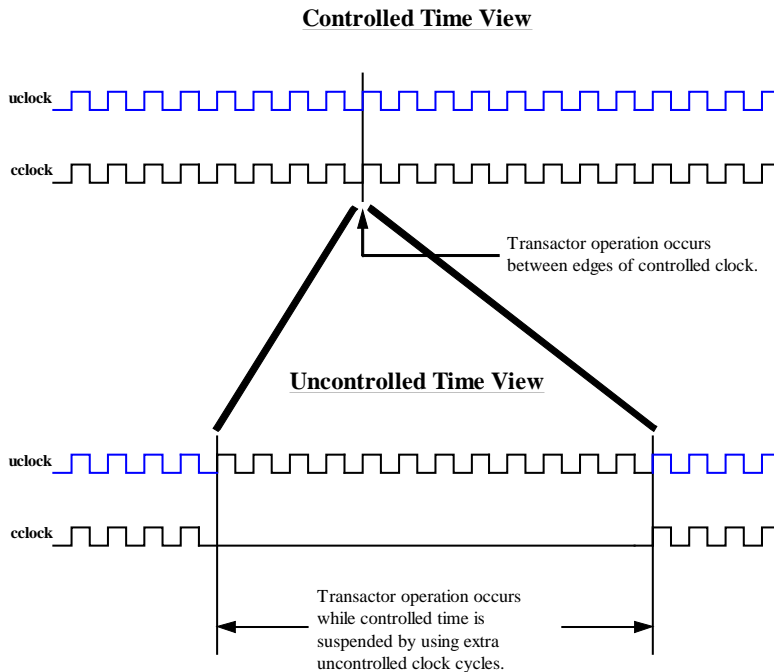 Controlled Time View
uclock
cclock
Transactor operation occurs
between edges of controlled clock.
Uncontrolled Time View
uclock
cclock
Transactor operation occurs
while controlled time is
suspended by using extra
uncontrolled clock cycles.